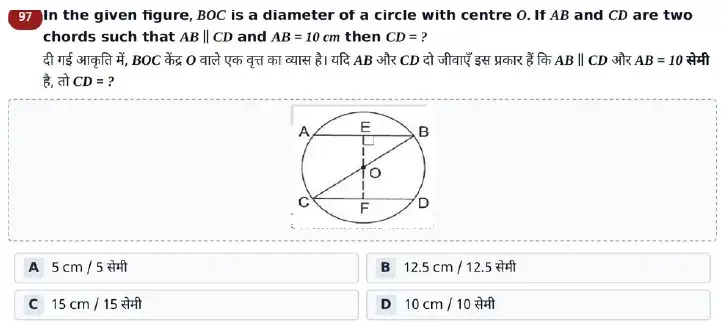 97 In the given figure, BOC is a diameter of a circle with centre O. If AB and CD are two
chords such that AB || CD and AB = 10 cm then CD = ?
दी गई आकृति में, BOC केंद्र O वाले एक वृत्त का व्यास है। यदि AB और CD दो जीवाएँ इस प्रकार हैं कि AB || CD और AB = 10 सेमी
है, तो CD = ?
A E B
O
C F D
A 5 cm / 5 सेमी
B 12.5 cm / 12.5 सेमी
C 15 cm / 15 सेमी
D 10 cm / 10 सेमी